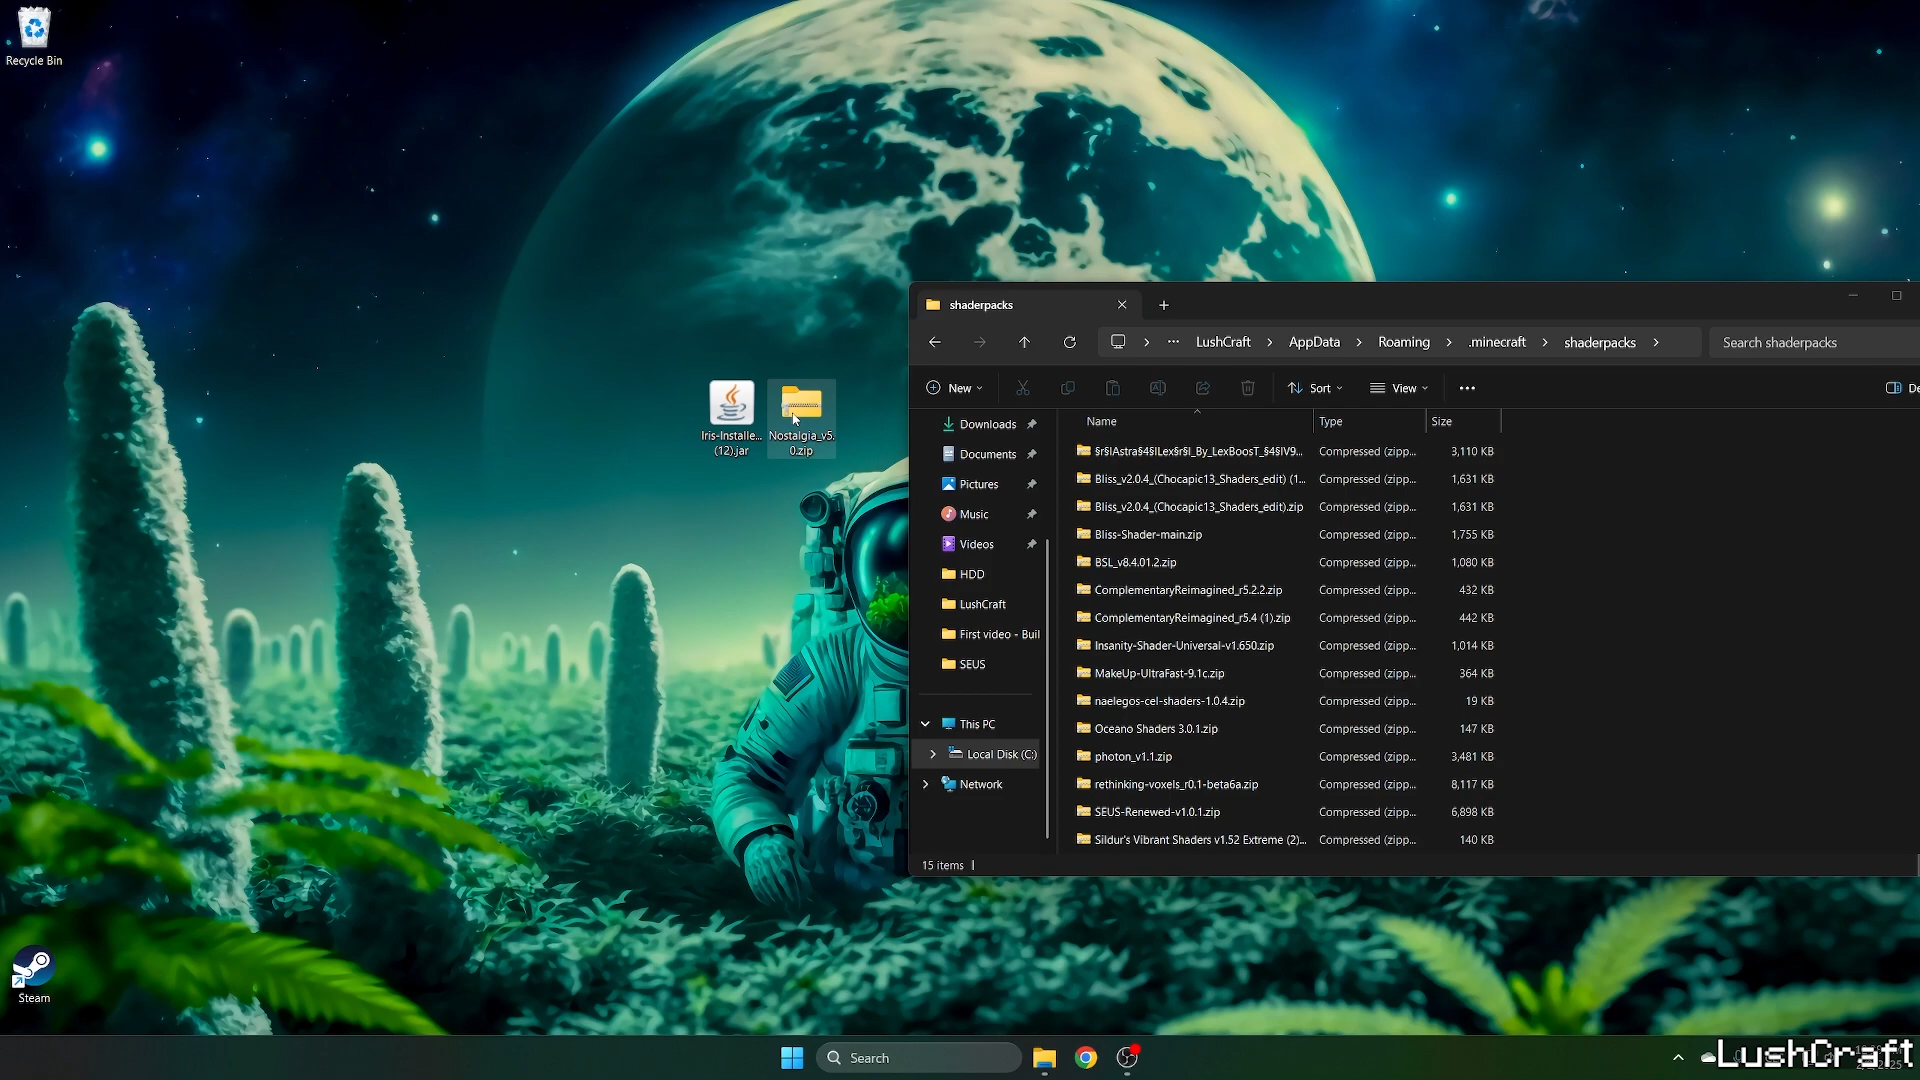 Recycle Bin
Iris-Installe...
(12).jar
Nostalgia_v5.
0.zip
Steam
shaderpacks
LushCraft
AppData
Roaming
.minecraft
shaderpacks
Search shaderpacks
New
Sort
View
De
Downloads
Documents
Pictures
Music
Videos
HDD
LushCraft
First video - Buil
SEUS
This PC
Local Disk (C:)
Network
Name Type Size
§r§lAstra§4§lLex§r§l_By_LexBoosT_§4§lV9... Compressed (zipp... 3,110 KB
Bliss_v2.0.4_(Chocapic13_Shaders_edit) (1... Compressed (zipp... 1,631 KB
Bliss_v2.0.4_(Chocapic13_Shaders_edit).zip Compressed (zipp... 1,631 KB
Bliss-Shader-main.zip Compressed (zipp... 1,755 KB
BSL_v8.4.01.2.zip Compressed (zipp... 1,080 KB
ComplementaryReimagined_r5.2.2.zip Compressed (zipp... 432 KB
ComplementaryReimagined_r5.4 (1).zip Compressed (zipp... 442 KB
Insanity-Shader-Universal-v1.650.zip Compressed (zipp... 1,014 KB
MakeUp-UltraFast-9.1c.zip Compressed (zipp... 364 KB
naelegos-cel-shaders-1.0.4.zip Compressed (zipp... 19 KB
Oceano Shaders 3.0.1.zip Compressed (zipp... 147 KB
photon_v1.1.zip Compressed (zipp... 3,481 KB
rethinking-voxels_r0.1-beta6a.zip Compressed (zipp... 8,117 KB
SEUS-Renewed-v1.0.1.zip Compressed (zipp... 6,898 KB
Sildur's Vibrant Shaders v1.52 Extreme (2)... Compressed (zipp... 140 KB
15 items
Search
LushCraft